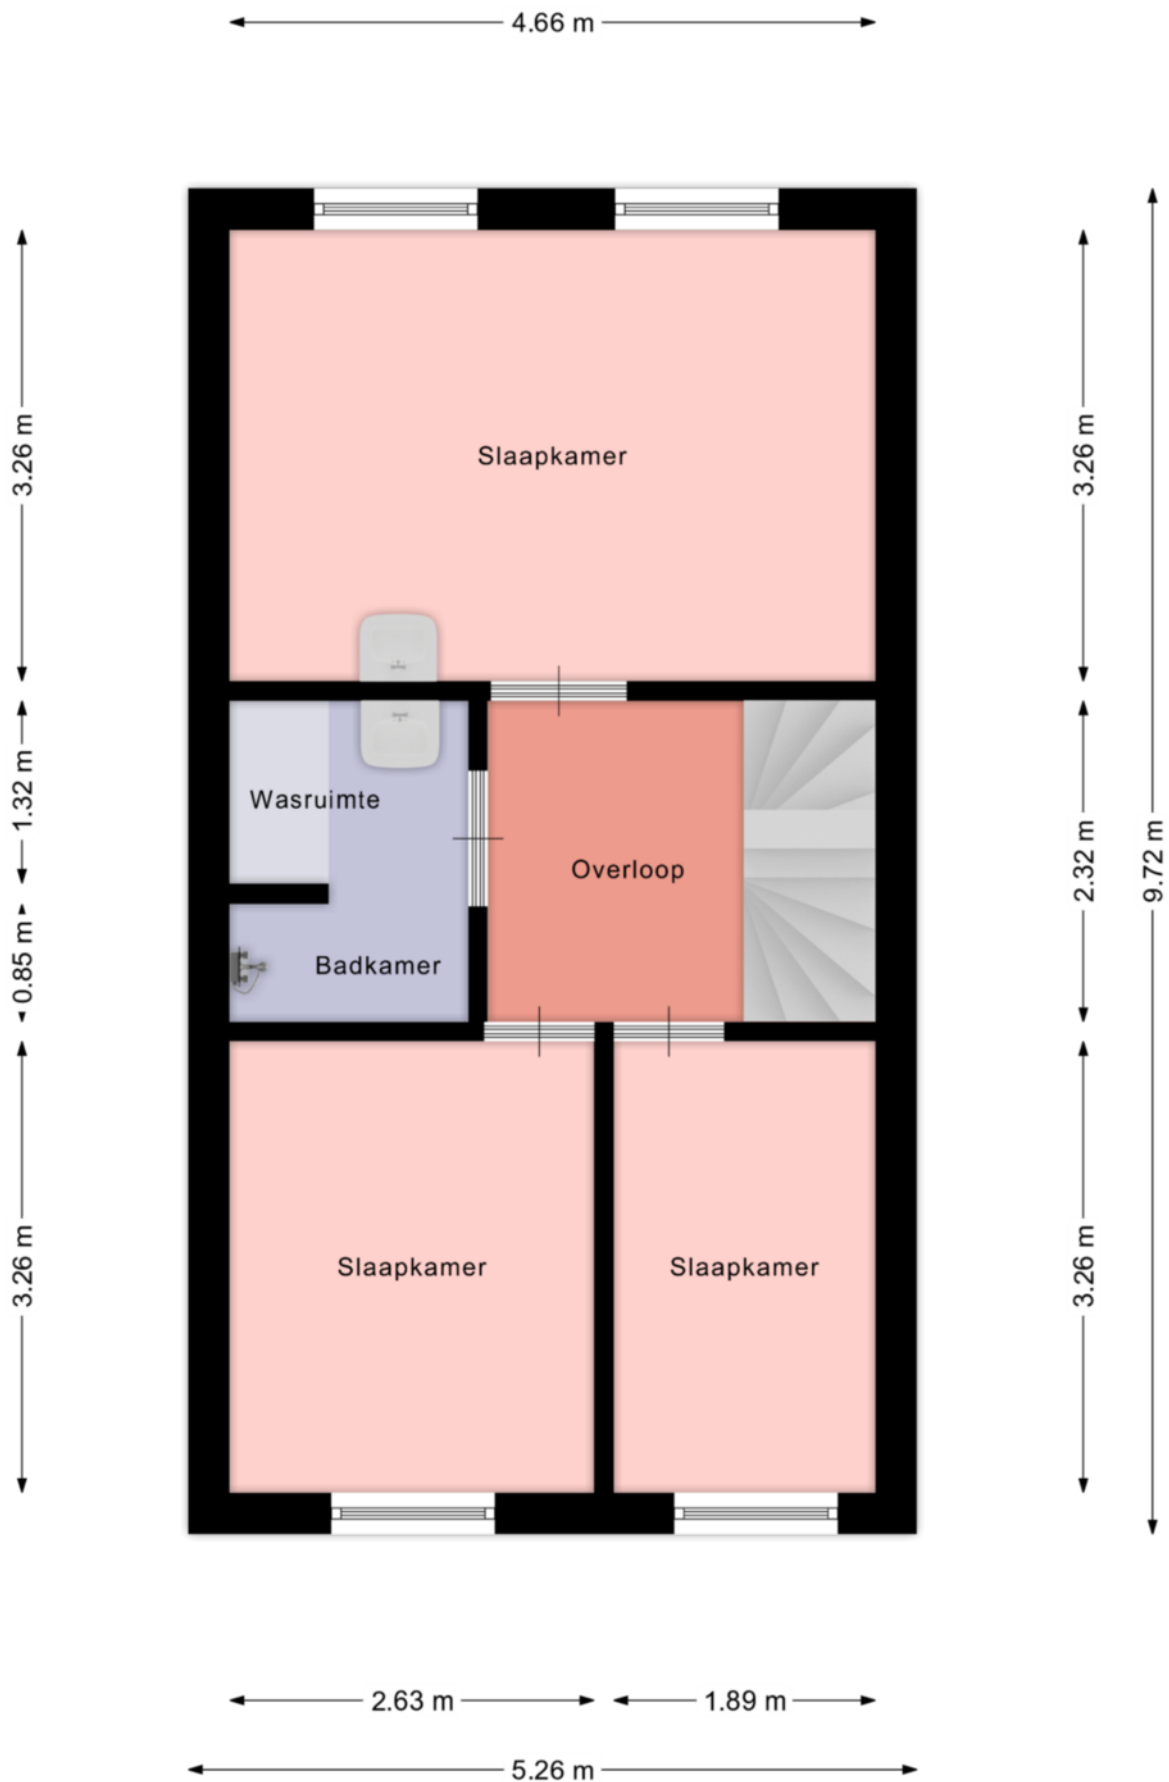 4.66 m
3.26 m
3.26 m
Slaapkamer
1.32 m
Wasruimte
2.32 m
9.72 m
Overloop
0.85 m
Badkamer
3.26 m
3.26 m
Slaapkamer
Slaapkamer
2.63 m
1.89 m
5.26 m